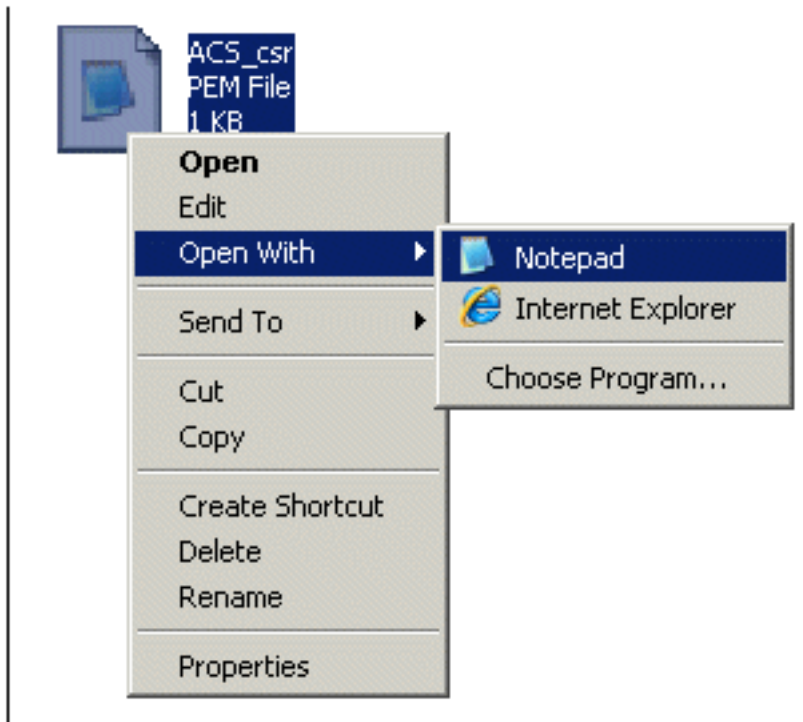 ACS_csr
PEM File
1 KB
Open
Edit
Open With
Notepad
Internet Explorer
Choose Program...
Send To
Cut
Copy
Create Shortcut
Delete
Rename
Properties